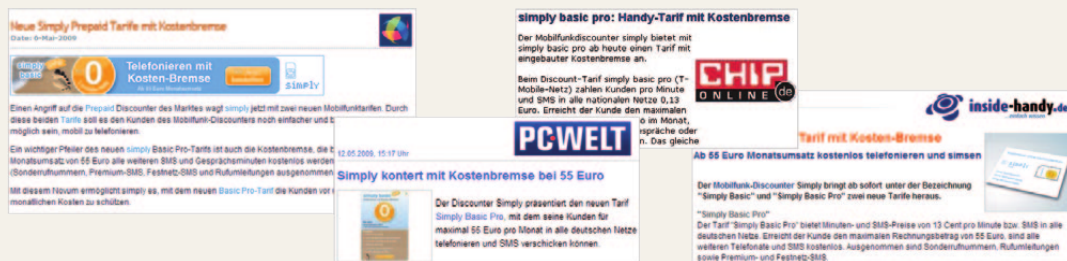 Neue Simply Prepaid Tarife mit Kostenbremse
Date: 6-Mai-2009
simply basic
0
Telefonieren mit
Kosten-Bremse
simply
Einen Angriff auf die Prepaid Discounter des Marktes wagt simply jetzt mit zwei neuen Mobilfunktarifen. Durch
diese beiden Tarife soll es den Kunden des Mobilfunk-Discounters noch einfacher und b
möglich sein, mobil zu telefonieren.
Ein wichtiger Pfeiler des neuen simply Basic Pro-Tarifs ist auch die Kostenbremse, die b
Monatsumsatz von 55 Euro alle weiteren SMS und Gesprächsminuten kostenlos werden
(Sonderrufnummern, Premium-SMS, Festnetz-SMS und Rufumleitungen ausgenommen
Mit diesem Novum ermöglicht simply es, mit dem neuen Basic Pro-Tarif die Kunden vor
monatlichen Kosten zu schützen.
PC WELT
12.05.2009, 15:17 Uhr
Simply kontert mit Kostenbremse bei 55 Euro
Der Discounter Simply präsentiert den neuen Tarif
Simply Basic Pro, mit dem seine Kunden für
maximal 55 Euro pro Monat in alle deutschen Netze
telefonieren und SMS verschicken können.
simply basic pro: Handy-Tarif mit Kostenbremse
Der Mobilfunkdiscounter simply bietet mit
simply basic pro ab heute einen Tarif mit
eingebauter Kostenbremse an.
Beim Discount-Tarif simply basic pro (T-
Mobile-Netz) zahlen Kunden pro Minute
und SMS in alle nationalen Netze 0,13
Euro. Erreicht der Kunde den maximalen
o im Monat,
espräche oder
n. Das gleiche
CHIP
ONLINE de
inside-handy.de
Tarif mit Kosten-Bremse
Ab 55 Euro Monatsumsatz kostenlos telefonieren und simsen
Der Mobilfunk-Discounter Simply bringt ab sofort unter der Bezeichnung
"Simply Basic" und "Simply Basic Pro" zwei neue Tarife heraus.
"Simply Basic Pro"
Der Tarif "Simply Basic Pro" bietet Minuten- und SMS-Preise von 13 Cent pro Minute bzw. SMS in alle
deutschen Netze. Erreicht der Kunde den maximalen Rechnungsbetrag von 55 Euro, sind alle
weiteren Telefonate und SMS kostenlos. Ausgenommen sind Sonderrufnummern, Rufumleitungen
sowie Premium- und Festnetz-SMS.